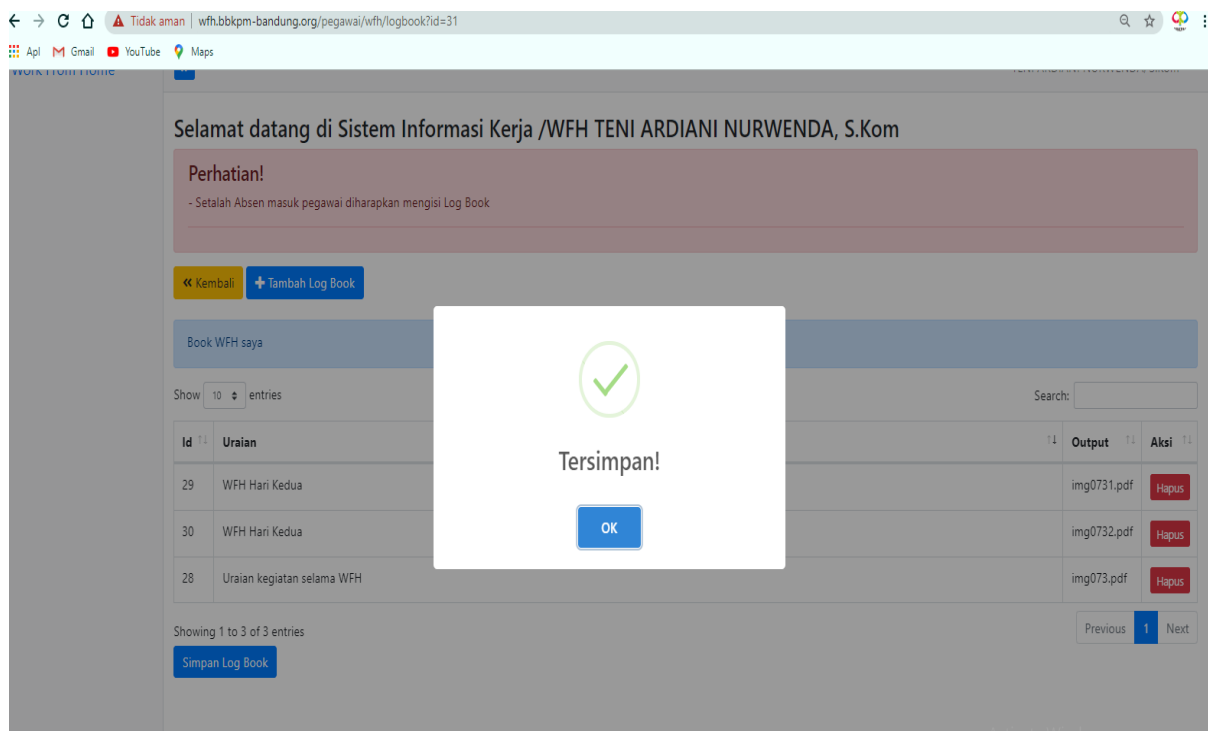 Tidak aman | wfh.bbkpm-bandung.org/pegawai/wfh/logbook?id=31
Apl Gmail YouTube Maps
Work From Home
TENI ARDIANI NURWENDA, S.Kom
Selamat datang di Sistem Informasi Kerja /WFH TENI ARDIANI NURWENDA, S.Kom
Perhatian!
- Setalah Absen masuk pegawai diharapkan mengisi Log Book
« Kembali + Tambah Log Book
Book WFH saya
Show 10 entries Search:
Id Uraian Output Aksi
29 WFH Hari Kedua img0731.pdf Hapus
30 WFH Hari Kedua img0732.pdf Hapus
28 Uraian kegiatan selama WFH img073.pdf Hapus
Tersimpan!
OK
Showing 1 to 3 of 3 entries Previous 1 Next
Simpan Log Book